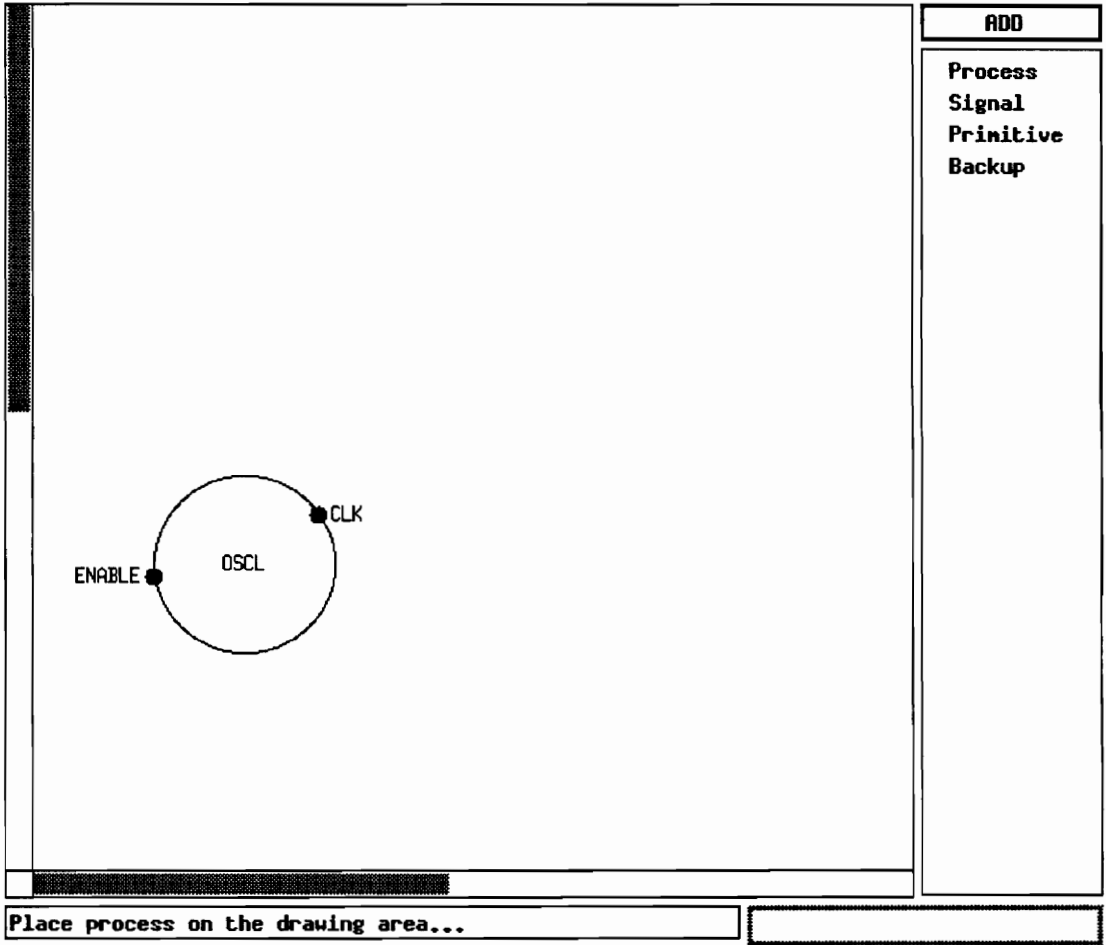 ADD
Process
Signal
Primitive
Backup
CLK
OSCL
ENABLE
Place process on the drawing area...